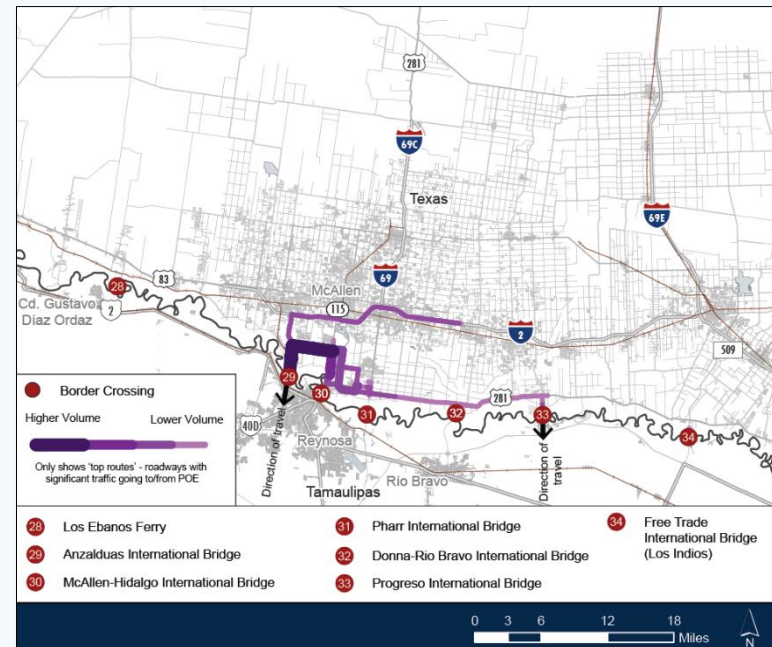 281
69C
Texas
69E
83
McAllen
69
28
Cd. Gustavo
Díaz Ordaz
2
115
2
509
29
30
281
31
32
33
34
400
Reynosa
Río Bravo
Tamaulipas
Direction of travel
Direction of
travel
Border Crossing
Higher Volume Lower Volume
Only shows 'top routes' - roadways with
significant traffic going to/from POE
28 Los Ebanos Ferry
29 Anzalduas International Bridge
30 McAllen-Hidalgo International Bridge
31 Pharr International Bridge
32 Donna-Rio Bravo International Bridge
33 Progreso International Bridge
34 Free Trade
International Bridge
(Los Indios)
0 3 6 12 18
Miles
N